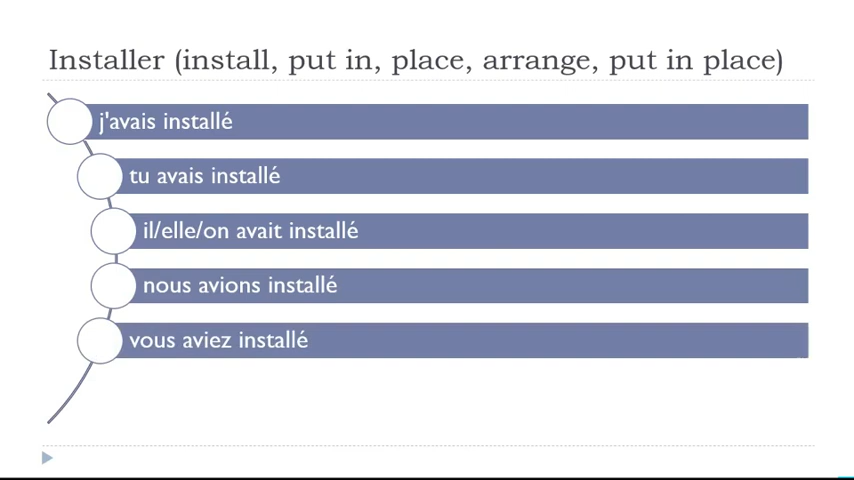 Installer (install, put in, place, arrange, put in place)
j'avais installé
tu avais installé
il/elle/on avait installé
nous avions installé
vous aviez installé